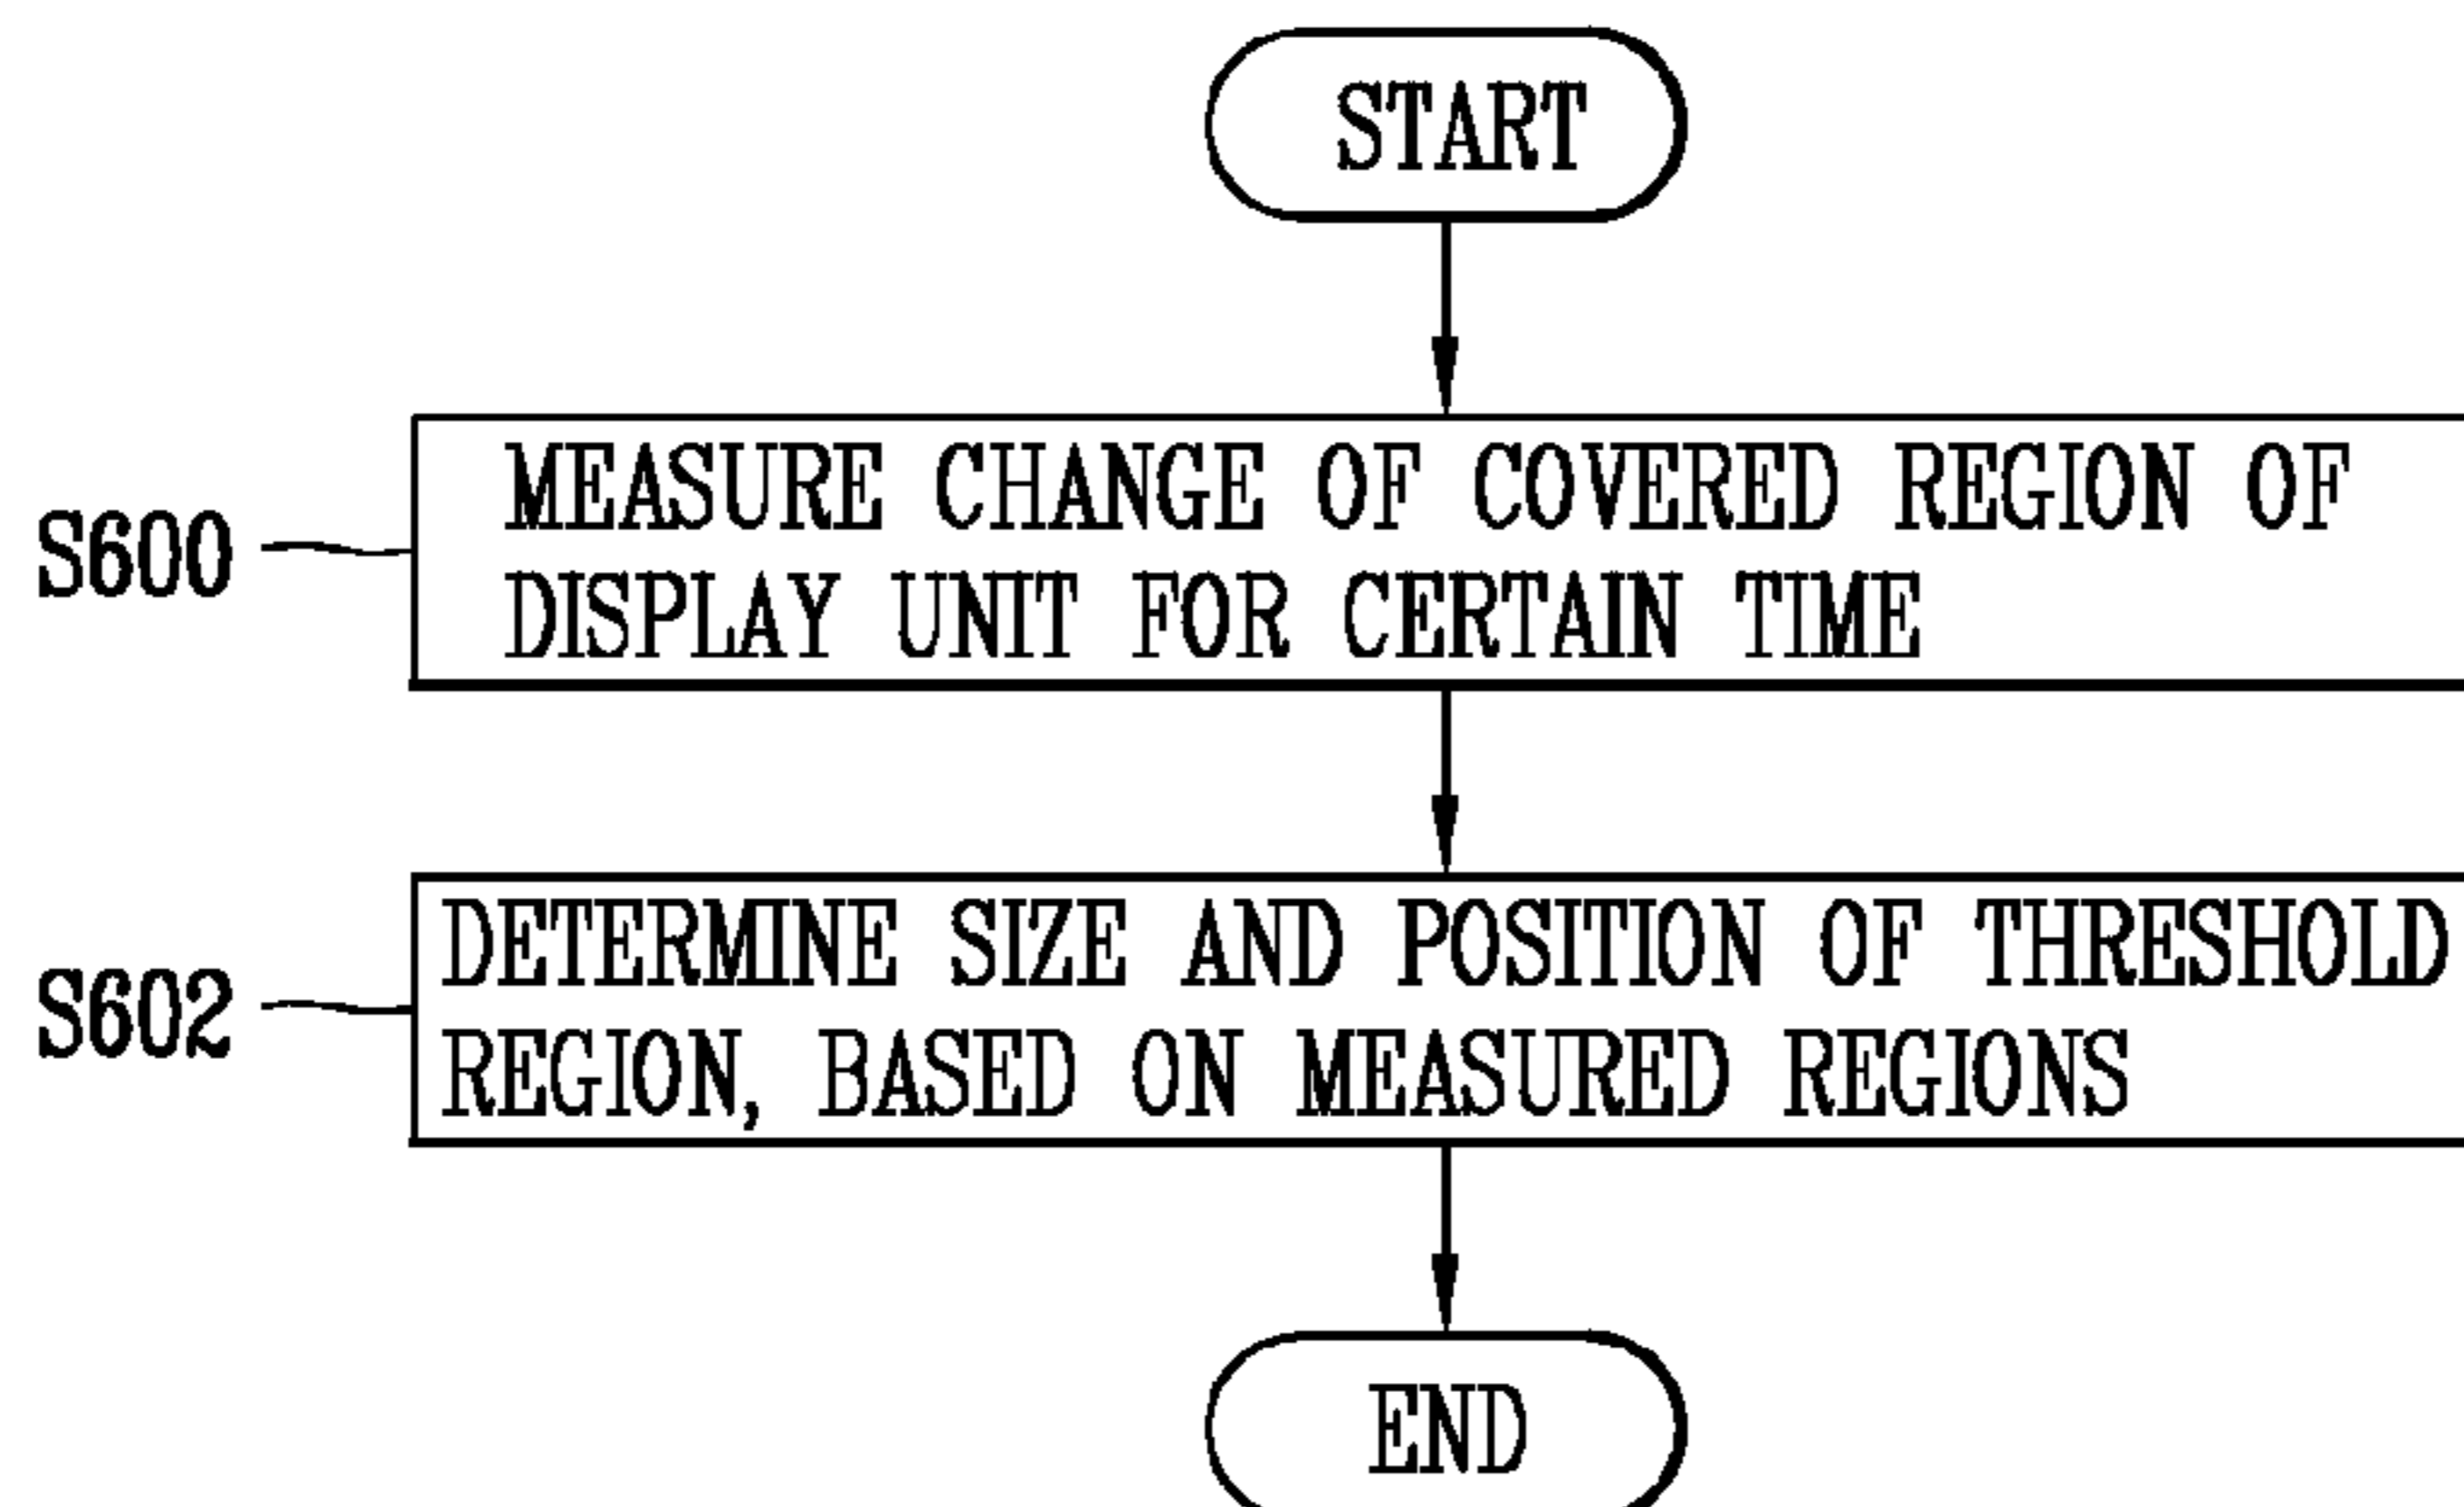 START
S600
MEASURE CHANGE OF COVERED REGION OF
DISPLAY UNIT FOR CERTAIN TIME
S602
DETERMINE SIZE AND POSITION OF THRESHOLD
REGION, BASED ON MEASURED REGIONS
END